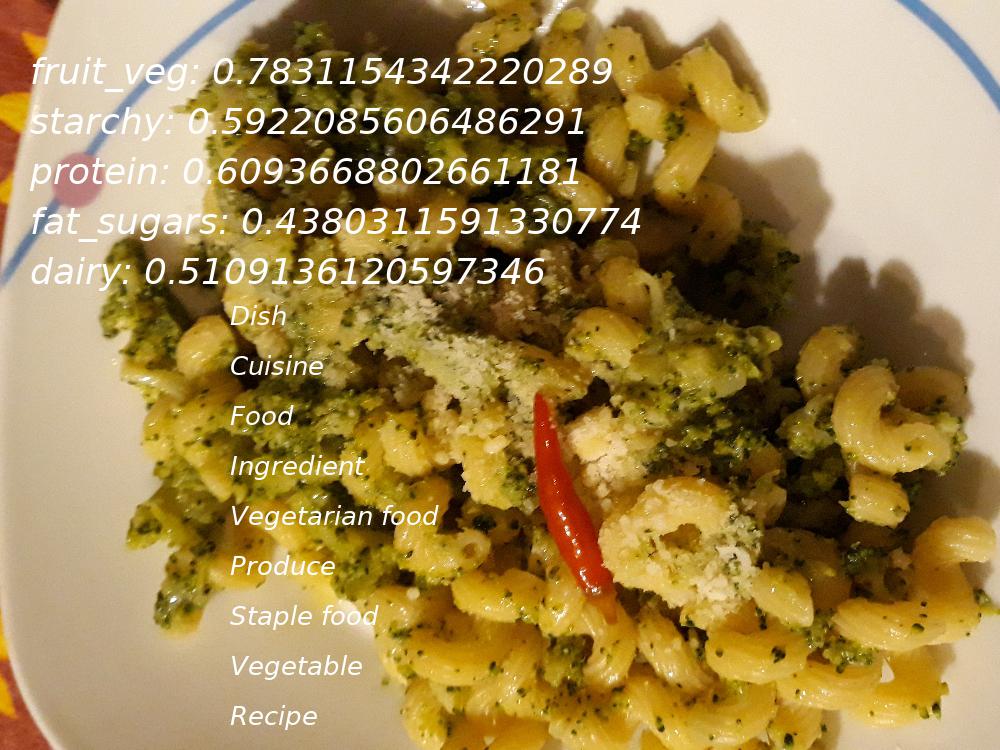 fruit_veg: 0.7831154342220289
starchy: 0.5922085606486291
protein: 0.6093668802661181
fat_sugars: 0.4380311591330774
dairy: 0.5109136120597346
Dish
Cuisine
Food
Ingredient
Vegetarian food
Produce
Staple food
Vegetable
Recipe